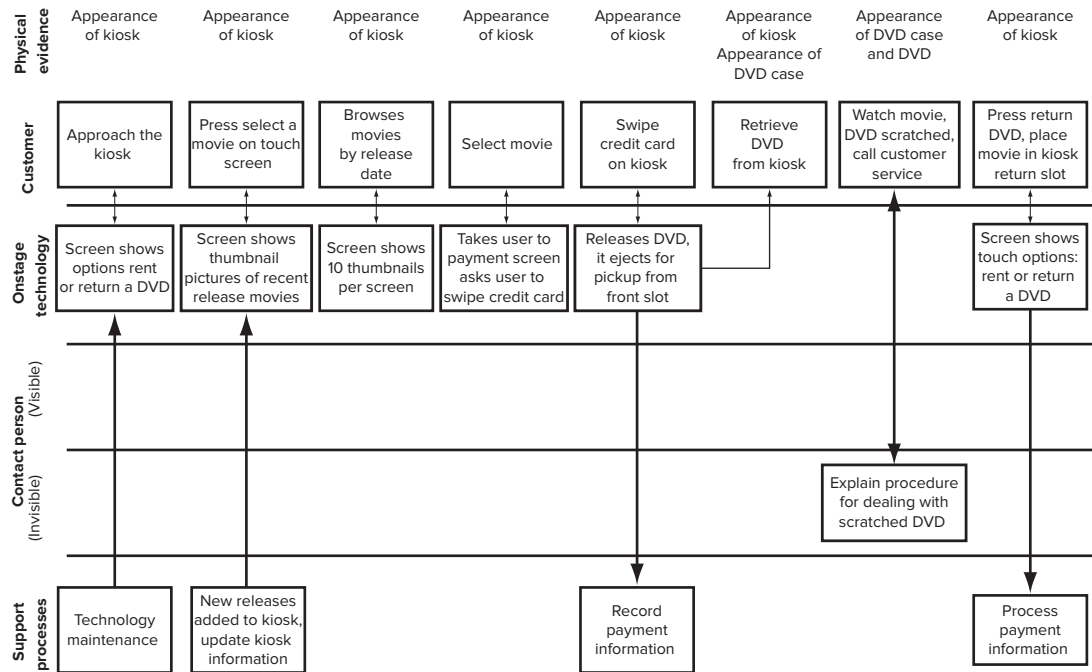 Physical
evidence
Appearance
of kiosk
Appearance
of kiosk
Appearance
of kiosk
Appearance
of kiosk
Appearance
of kiosk
Appearance
of kiosk
Appearance of
DVD case
Appearance
of DVD case
and DVD
Appearance
of kiosk
Customer
Approach the
kiosk
Press select a
movie on touch
screen
Browses
movies
by release
date
Select movie
Swipe
credit card
on kiosk
Retrieve
DVD
from kiosk
Watch movie,
DVD scratched,
call customer
service
Press return
DVD, place
movie in kiosk
return slot
Onstage
technology
Screen shows
options rent
or return a DVD
Screen shows
thumbnail
pictures of recent
release movies
Screen shows
10 thumbnails
per screen
Takes user to
payment screen
asks user to
swipe credit card
Releases DVD,
it ejects for
pickup from
front slot
Screen shows
touch options:
rent or return
a DVD
Contact person
(Visible)
(Invisible)
Explain procedure
for dealing with
scratched DVD
Support
processes
Technology
maintenance
New releases
added to kiosk,
update kiosk
information
Record
payment
information
Process
payment
information